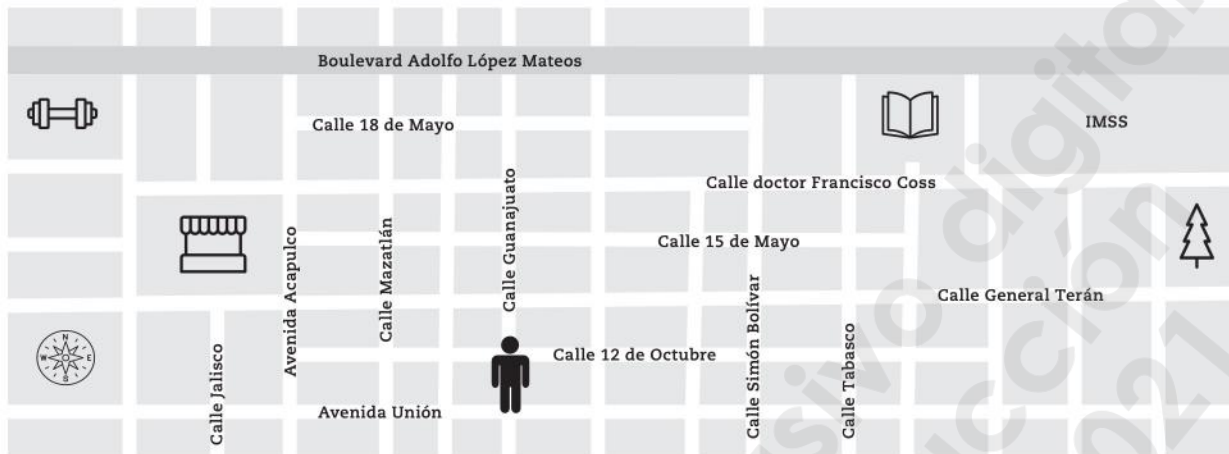 Boulevard Adolfo López Mateos
Calle 18 de Mayo
IMSS
Calle doctor Francisco Coss
Calle Guanajuato
Calle Mazatlán
Avenida Acapulco
Calle 15 de Mayo
Calle General Terán
Calle Simón Bolívar
N
W E
S
Calle Jalisco
Calle 12 de Octubre
Calle Tabasco
Avenida Unión
2021